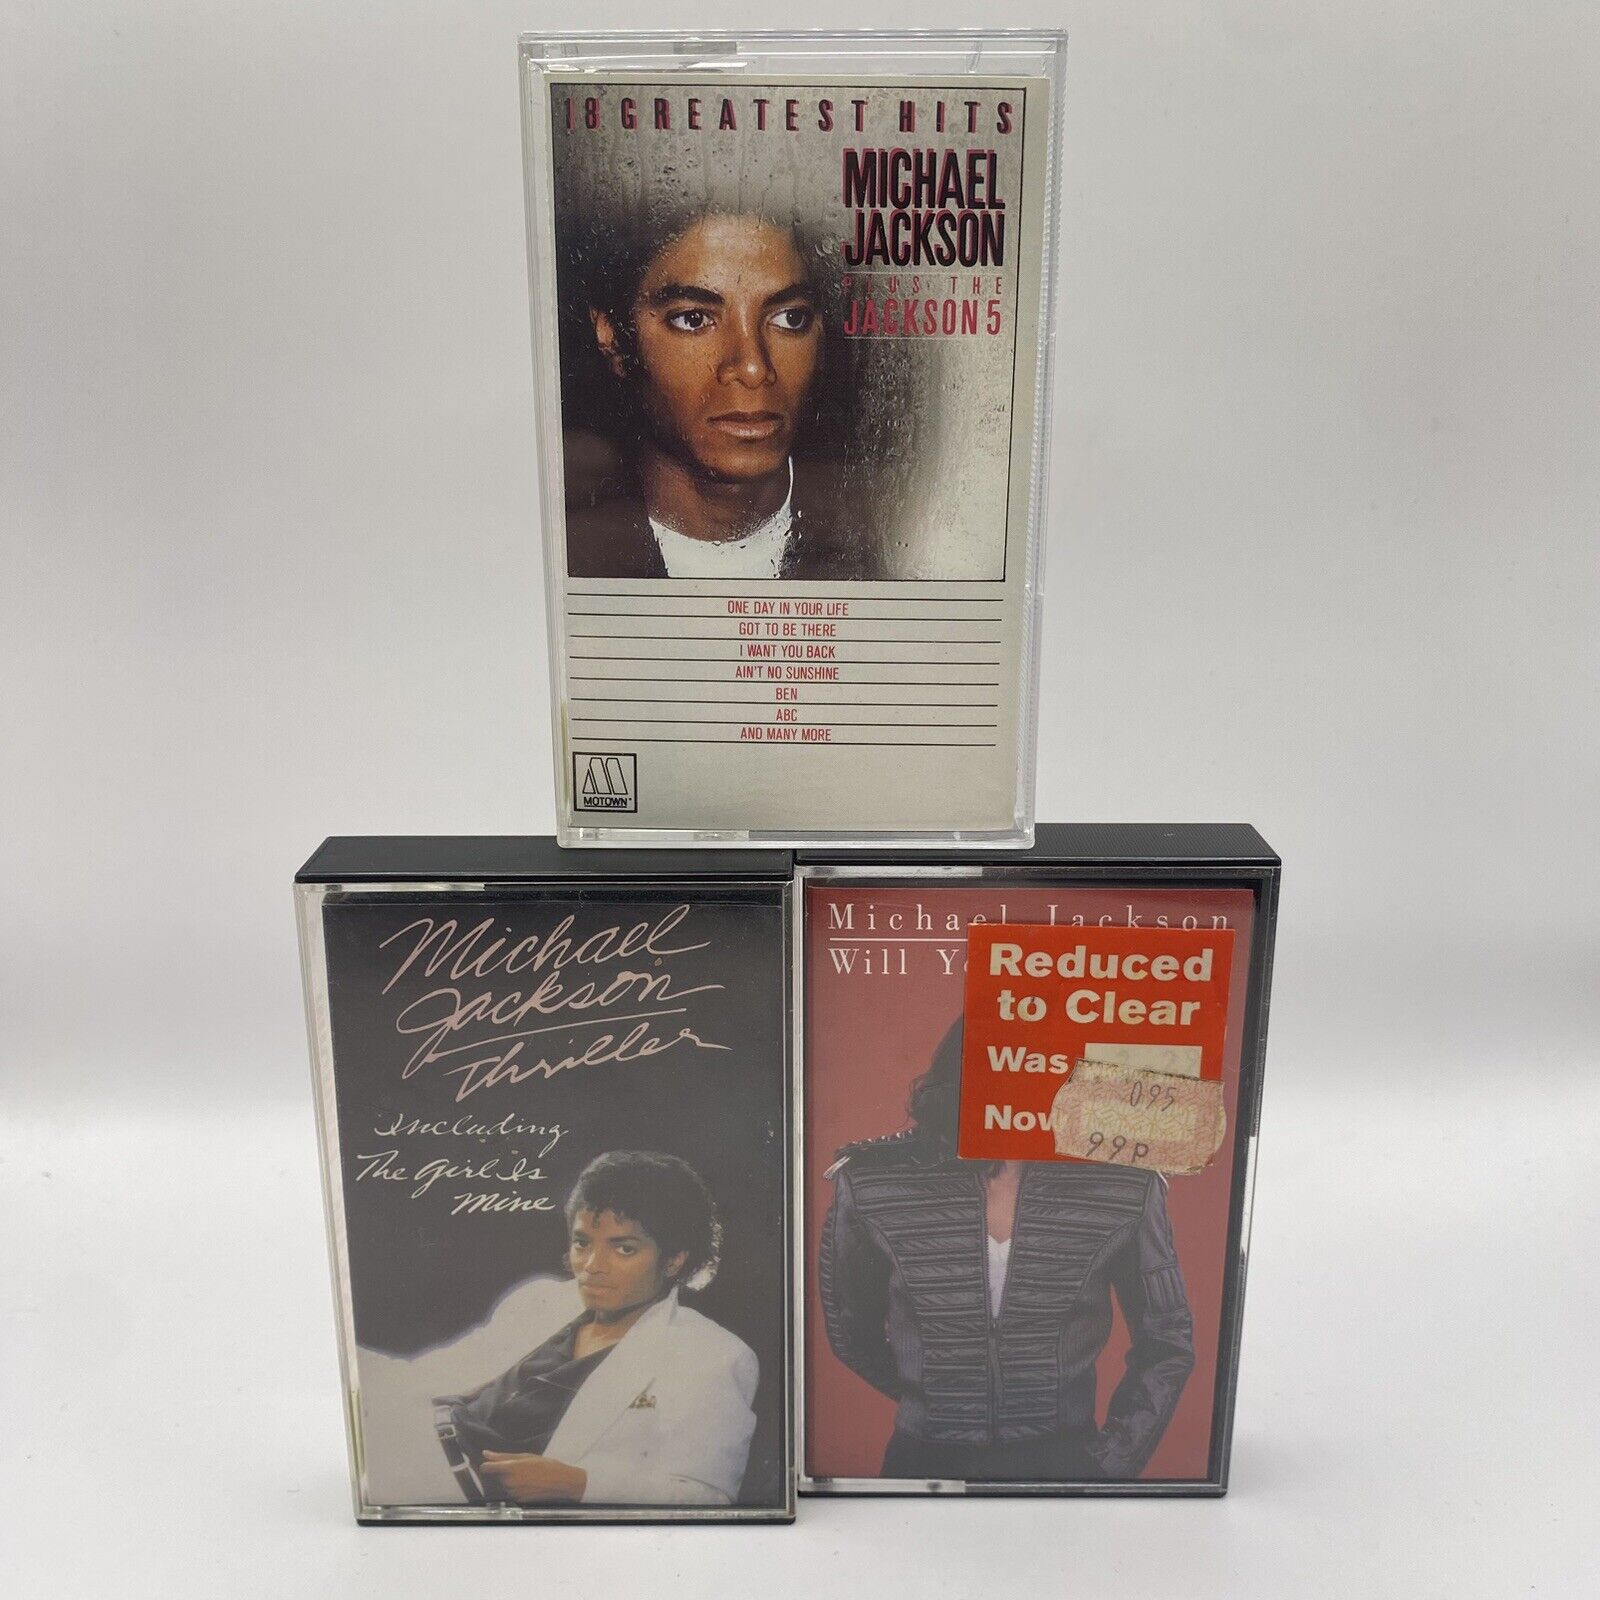 18 GREATEST HITS
MICHAEL
JACKSON
PLUS THE
JACKSON 5
ONE DAY IN YOUR LIFE
GOT TO BE THERE
I WANT YOU BACK
AIN'T NO SUNSHINE
BEN
ABC
AND MANY MORE
MOTOWN
Michael
Jackson
Thriller
Including
The Girl Is
Mine
Michael Jackson
Will
Reduced
to Clear
Was
Now
095
99P